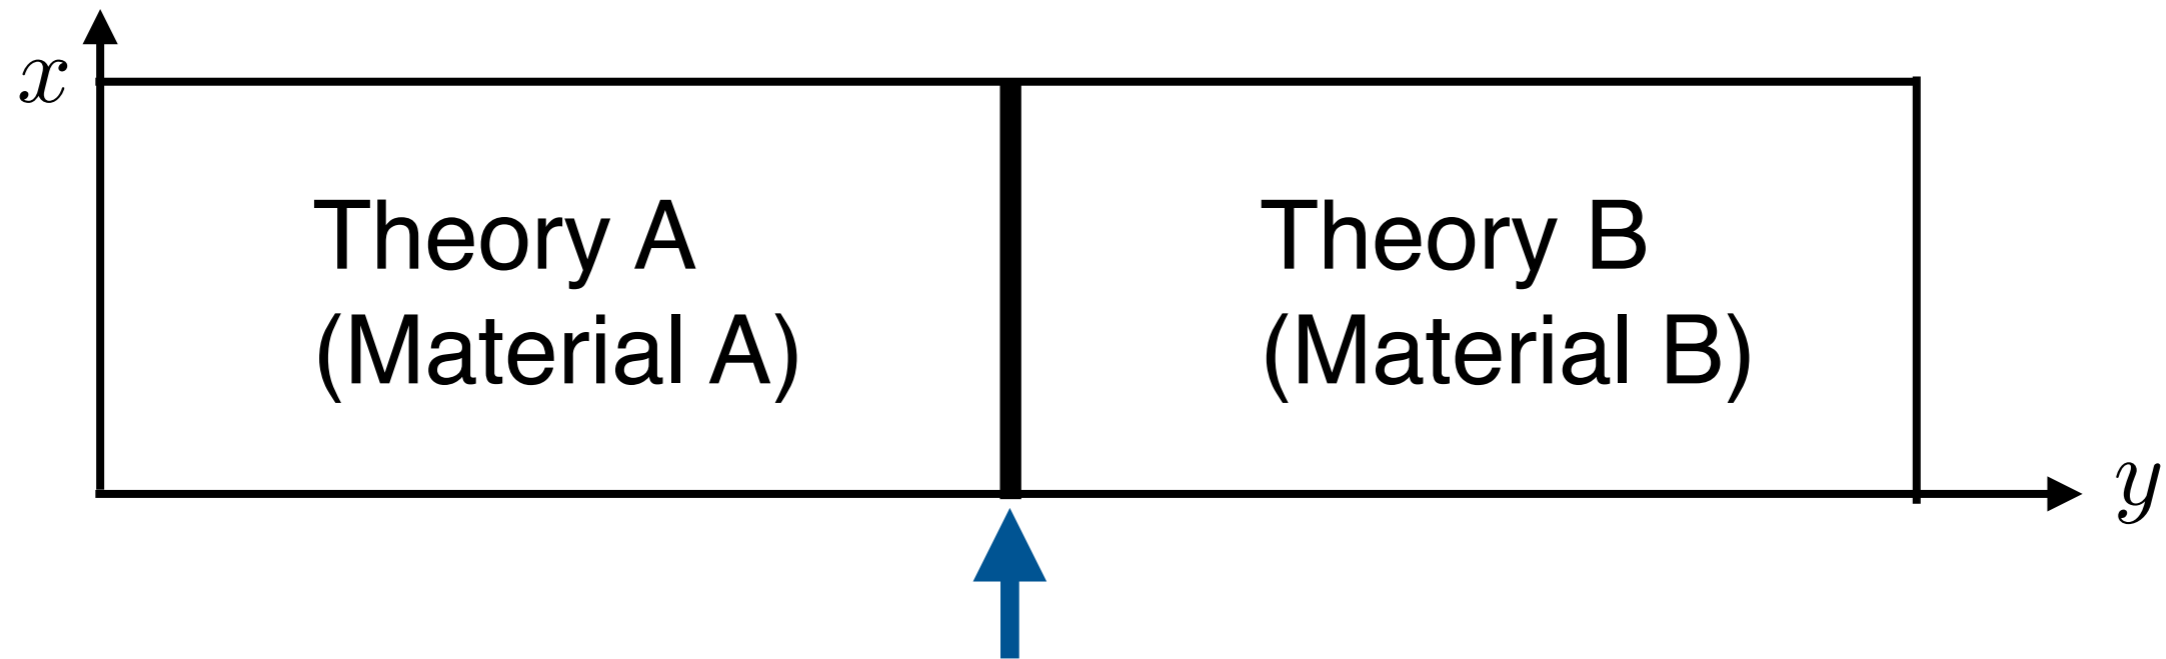 x
Theory A
(Material A)
Theory B
(Material B)
y